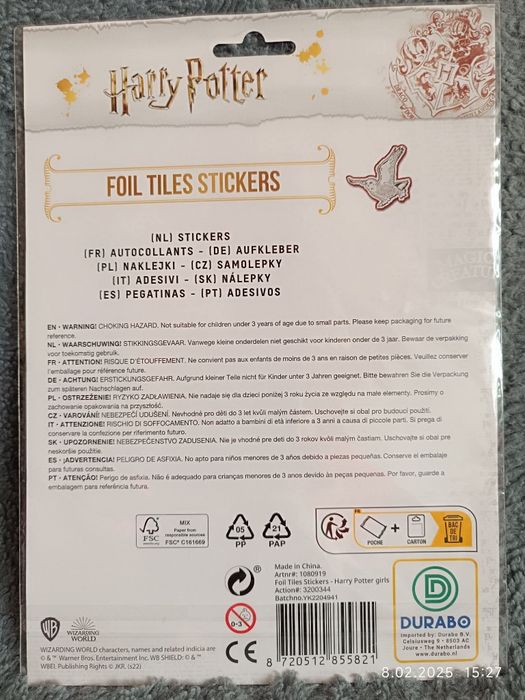 Harry Potter
FOIL TILES STICKERS
(NL) STICKERS
(FR) AUTOCOLLANTS - (DE) AUFKLEBER
(PL) NAKLEJKI - (CZ) SAMOLEPKY
(IT) ADESIVI - (SK) NÁLEPKY
(ES) PEGATINAS - (PT) ADESIVOS
EN - WARNING! CHOKING HAZARD. Not suitable for children under 3 years of age due to small parts. Please keep packaging for future
reference.
NL - WAARSCHUWING! STIKKINGSGEVAAR. Vanwege kleine onderdelen niet geschikt voor kinderen onder de 3 jaar. Bewaar de verpakking
voor toekomstig gebruik.
FR - ATTENTION! RISQUE D'ÉTOUFFEMENT. Ne convient pas aux enfants de moins de 3 ans en raison de petites pièces. Veuillez conserver
l'emballage pour référence future.
DE - ACHTUNG! ERSTICKUNGSGEFAHR. Aufgrund kleiner Teile nicht für Kinder unter 3 Jahren geeignet. Bitte bewahren Sie die Verpackung
zum späteren Nachschlagen auf.
PL - OSTRZEŻENIE! RYZYKO ZADŁAWIENIA. Nie nadaje się dla dzieci poniżej 3 roku życia ze względu na małe elementy. Prosimy o
zachowanie opakowania na przyszłość.
CZ - VAROVÁNÍ! NEBEZPEČÍ UDUŠENÍ. Nevhodné pro děti do 3 let kvůli malým částem. Uschovejte si obal pro budoucí použití.
IT - ATTENZIONE! RISCHIO DI SOFFOCAMENTO. Non adatto a bambini di età inferiore a 3 anni a causa di piccole parti. Si prega di
conservare la confezione per riferimento futuro.
SK - UPOZORNENIE! NEBEZPEČENSTVO ZADUSENIA. Nie je vhodné pre deti do 3 rokov kvôli malým častiam. Uschovajte si obal pre
neskoršie použitie.
ES - ¡ADVERTENCIA! PELIGRO DE ASFIXIA. No apto para niños menores de 3 años debido a piezas pequeñas. Conserve el embalaje
para futuras consultas.
PT - ATENÇÃO! Perigo de asfixia. Não é adequado para crianças menores de 3 anos devido às peças pequenas. Por favor, guarde a
embalagem para referência futura.
FSC
MIX
Paper from
responsible sources
FSC® C161669
05
PP
21
PAP
FR
POCHE
+
CARTON
BAC
DE
TRI
Made in China.
Artnr#: 1080919
Foil Tiles Stickers - Harry Potter girls
Action#: 3200344
Batchno.YK2204941
®
0-3
CE
8 720512 855821
DURABO
Imported by: Durabo B.V.
Celsiusweg 9 - 8503 AC
Joure - The Netherlands
www.durabo.nl
WB
WIZARDING
WORLD
WIZARDING WORLD characters, names and related indicia are
© & ™ Warner Bros. Entertainment Inc. WB SHIELD: © & ™
WBEI. Publishing Rights © JKR. (s22)
8.02.2025 15:27